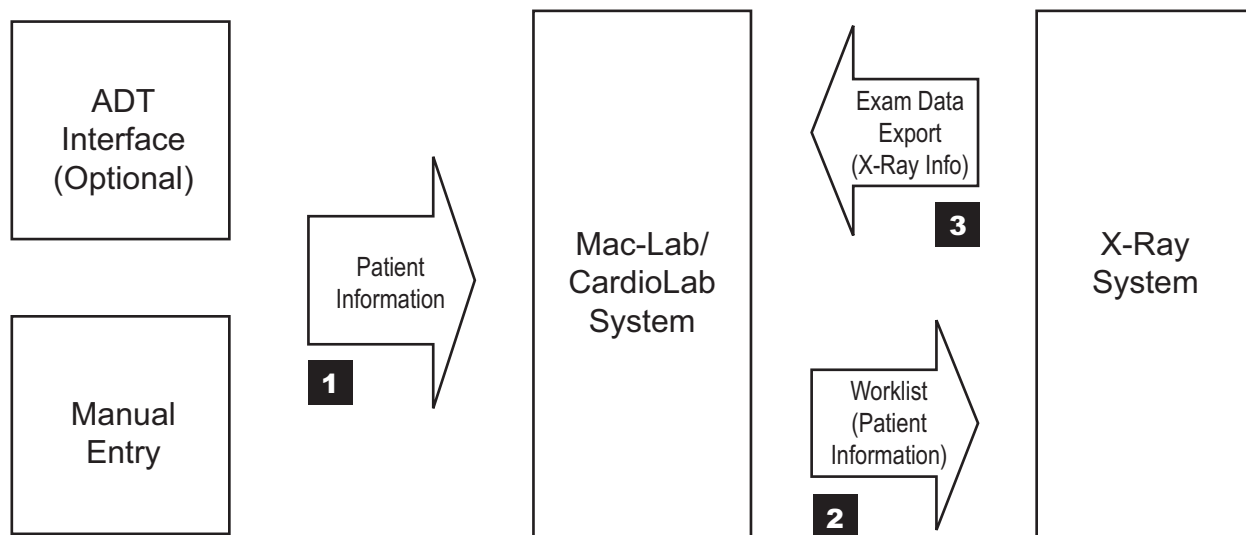 ADT
Interface
(Optional)
Manual
Entry
Patient
Information
1
Mac-Lab/
CardioLab
System
Exam Data
Export
(X-Ray Info)
3
Worklist
(Patient
Information)
2
X-Ray
System